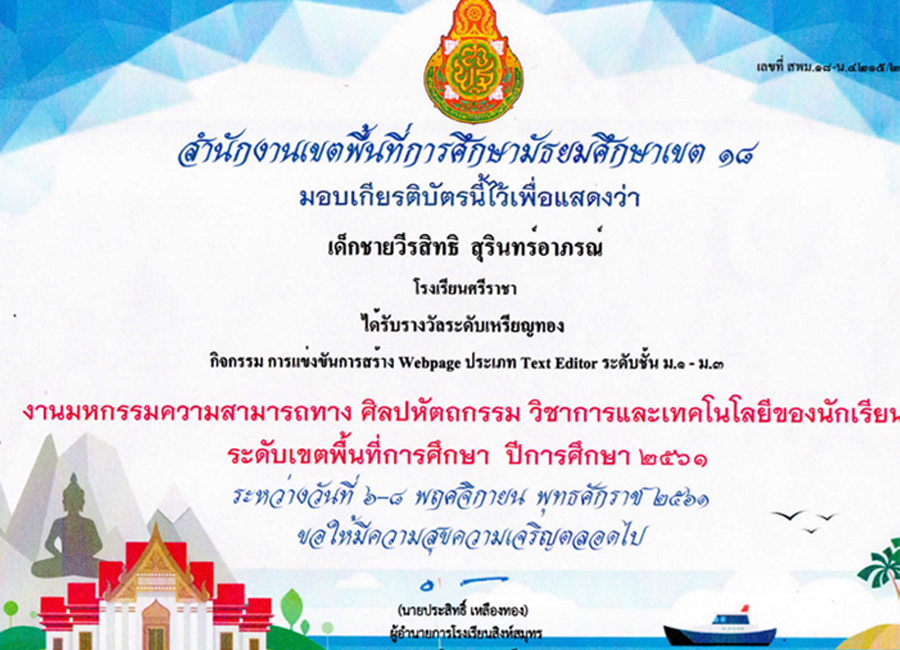 เลขที่ สพม.๑๘-น.๔๒๑๕/๒
สำนักงานเขตพื้นที่การศึกษามัธยมศึกษาเขต ๑๘
มอบเกียรติบัตรนี้ไว้เพื่อแสดงว่า
เด็กชายวีรสิทธิ สุรินทร์อาภรณ์
โรงเรียนศรีราชา
ได้รับรางวัลระดับเหรียญทอง
กิจกรรม การแข่งขันการสร้าง Webpage ประเภท Text Editor ระดับชั้น ม.๑ - ม.๓
งานมหกรรมความสามารถทาง ศิลปหัตถกรรม วิชาการและเทคโนโลยีของนักเรียน
ระดับเขตพื้นที่การศึกษา ปีการศึกษา ๒๕๖๑
ระหว่างวันที่ ๖-๘ พฤศจิกายน พุทธศักราช ๒๕๖๑
ขอให้มีความสุขความเจริญตลอดไป
(นายประสิทธิ์ เหลืองทอง)
ผู้อำนวยการโรงเรียนสิงห์สมุทร